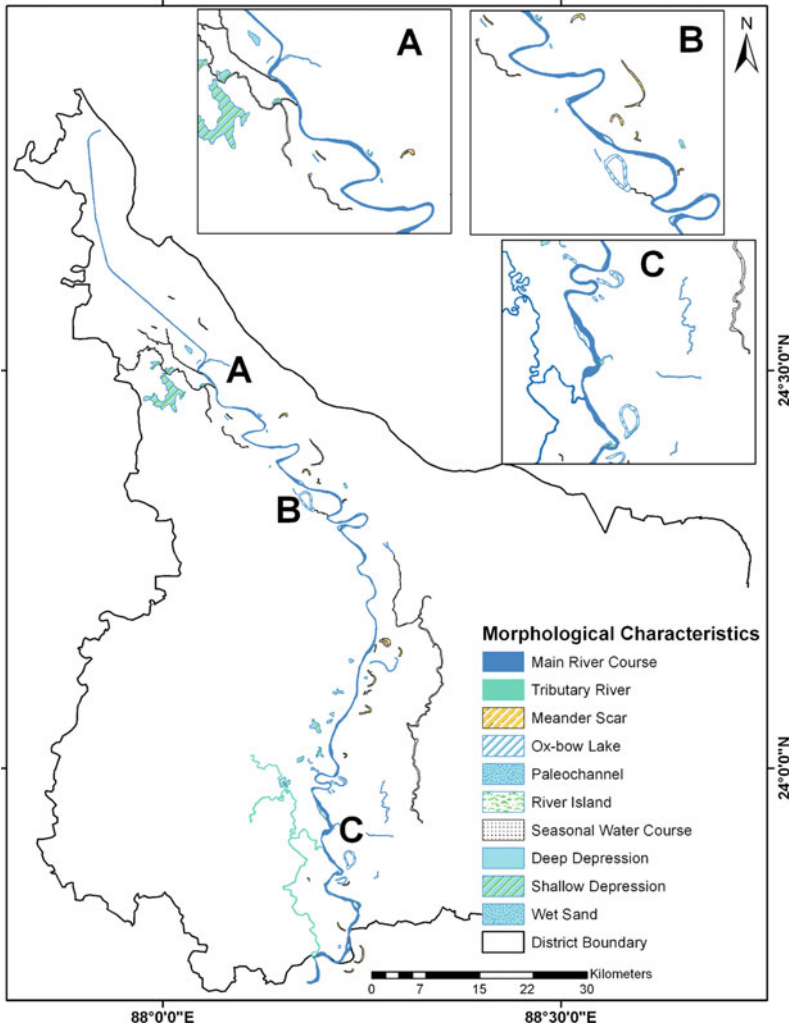 A
B
N
C
24°30'0"N
A
B
Morphological Characteristics
Main River Course
Tributary River
Meander Scar
Ox-bow Lake
Paleochannel
River Island
Seasonal Water Course
Deep Depression
Shallow Depression
Wet Sand
District Boundary
24°0'0"N
C
Kilometers
0 7 15 22 30
88°0'0"E 88°30'0"E